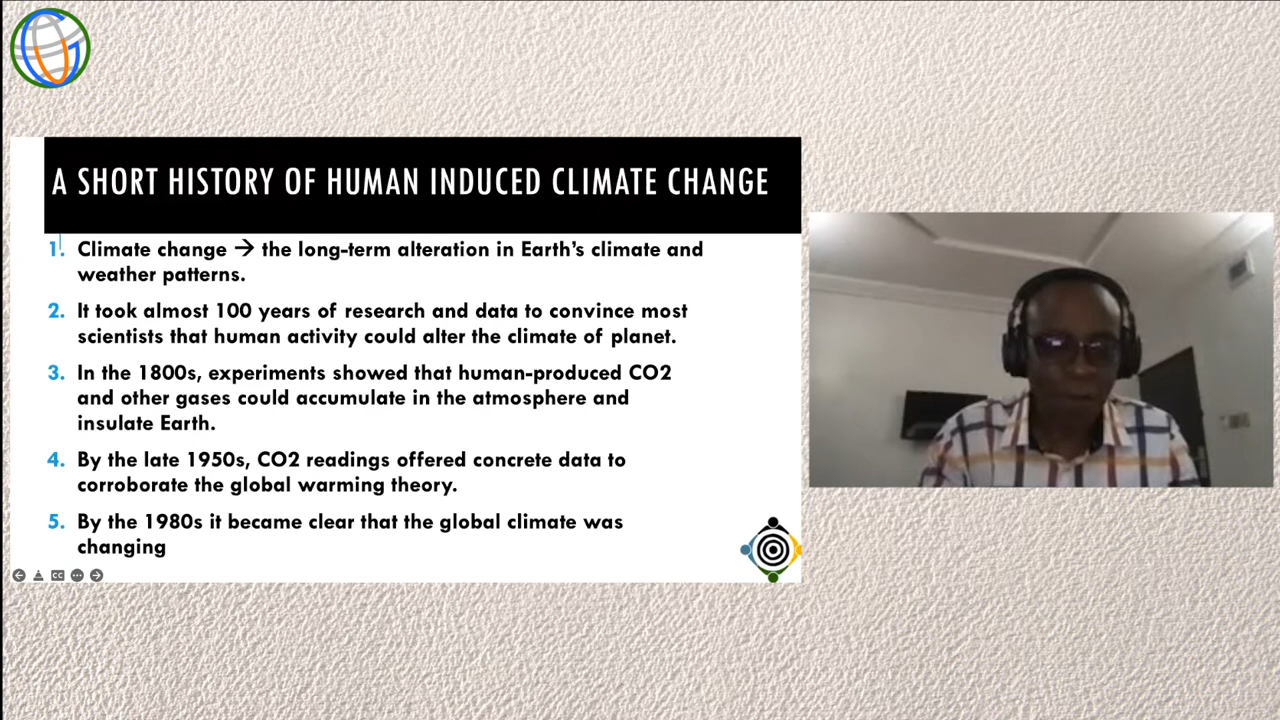 A SHORT HISTORY OF HUMAN INDUCED CLIMATE CHANGE
1. Climate change → the long-term alteration in Earth's climate and
weather patterns.
2. It took almost 100 years of research and data to convince most
scientists that human activity could alter the climate of planet.
3. In the 1800s, experiments showed that human-produced CO2
and other gases could accumulate in the atmosphere and
insulate Earth.
4. By the late 1950s, CO2 readings offered concrete data to
corroborate the global warming theory.
5. By the 1980s it became clear that the global climate was
changing
CC